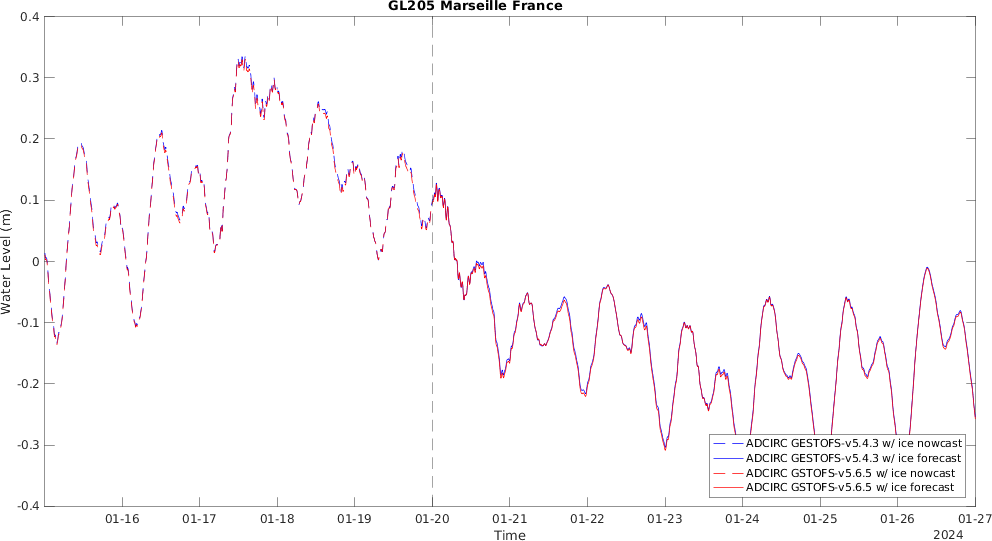 GL205 Marseille France
0.4
0.3
0.2
0.1
0
-0.1
-0.2
-0.3
-0.4
Water Level (m)
ADCIRC GESTOFS-v5.4.3 w/ ice nowcast
ADCIRC GESTOFS-v5.4.3 w/ ice forecast
ADCIRC GSTOFS-v5.6.5 w/ ice nowcast
ADCIRC GSTOFS-v5.6.5 w/ ice forecast
01-16 01-17 01-18 01-19 01-20 01-21 01-22 01-23 01-24 01-25 01-26 01-27
Time
2024